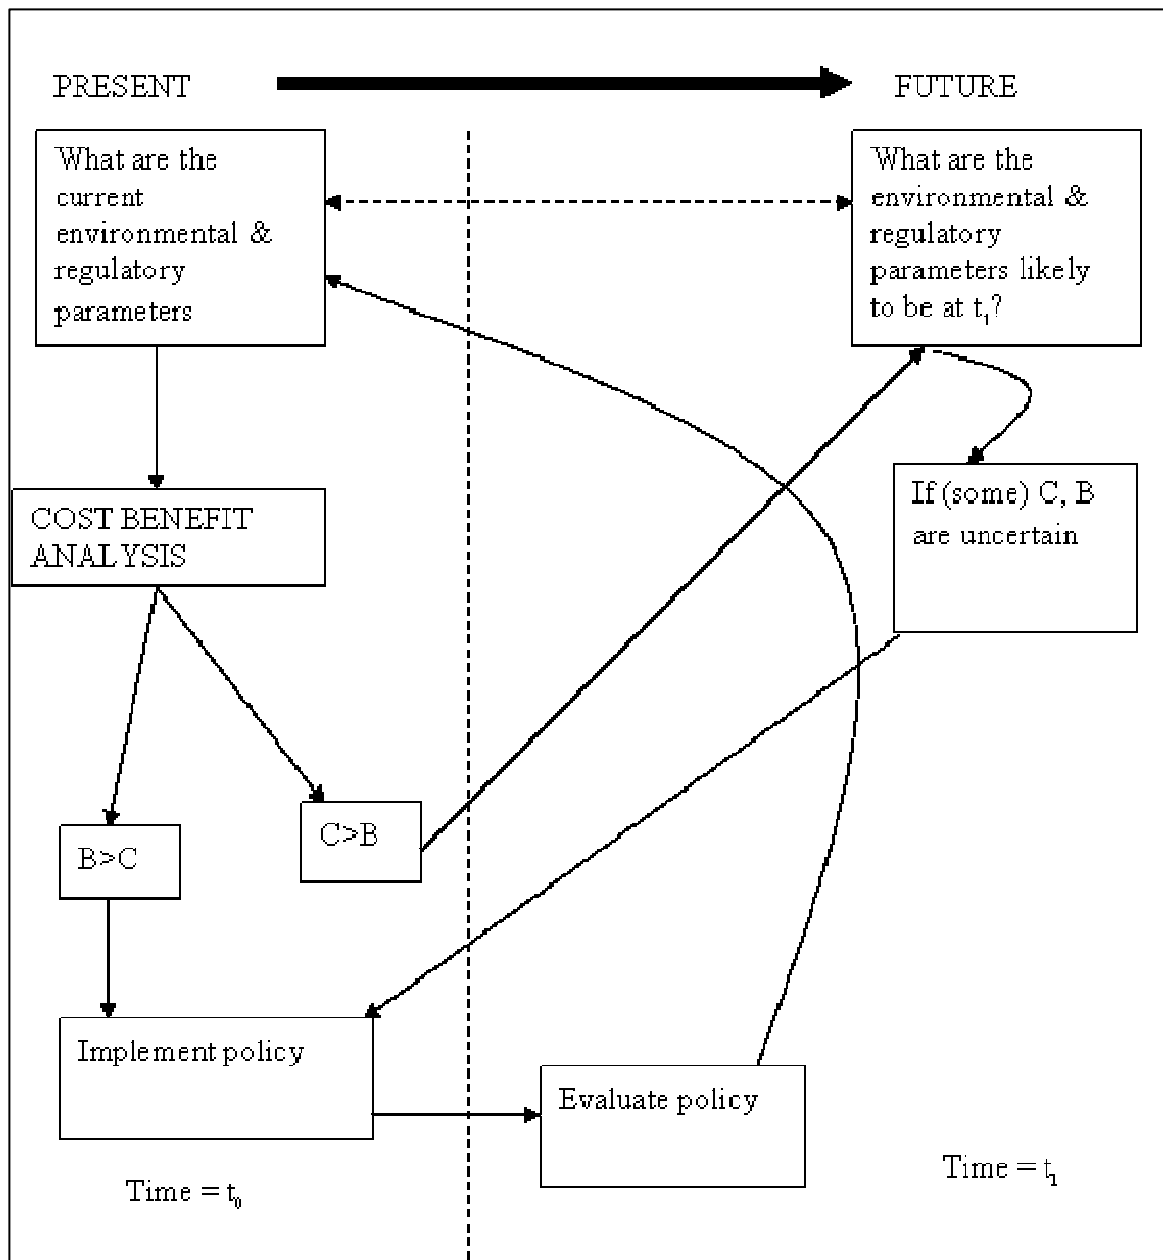 PRESENT
FUTURE
What are the
current
environmental &
regulatory
parameters
What are the
environmental &
regulatory
parameters likely
to be at t₁?
COST BENEFIT
ANALYSIS
If (some) C, B
are uncertain
B>C
C>B
Implement policy
Evaluate policy
Time = t₀
Time = t₁